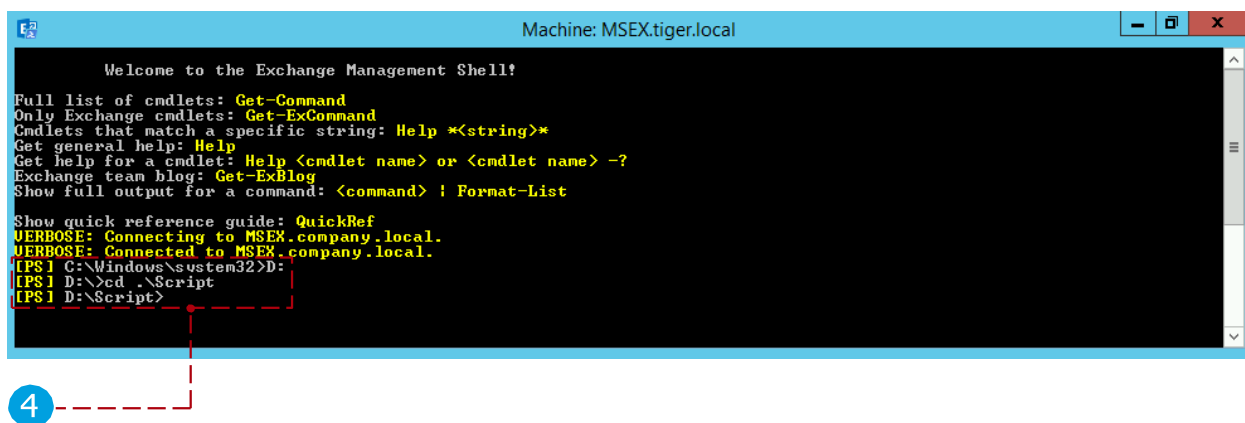 Machine: MSEX.tiger.local
Welcome to the Exchange Management Shell!
Full list of cmdlets: Get-Command
Only Exchange cmdlets: Get-ExCommand
Cmdlets that match a specific string: Help *<string>*
Get general help: Help
Get help for a cmdlet: Help <cmdlet name> or <cmdlet name> -?
Exchange team blog: Get-ExBlog
Show full output for a command: <command> | Format-List
Show quick reference guide: QuickRef
VERBOSE: Connecting to MSEX.company.local.
VERBOSE: Connected to MSEX.company.local.
[PS] C:\Windows\system32>D:
[PS] D:\>cd .\Script
[PS] D:\Script>
4